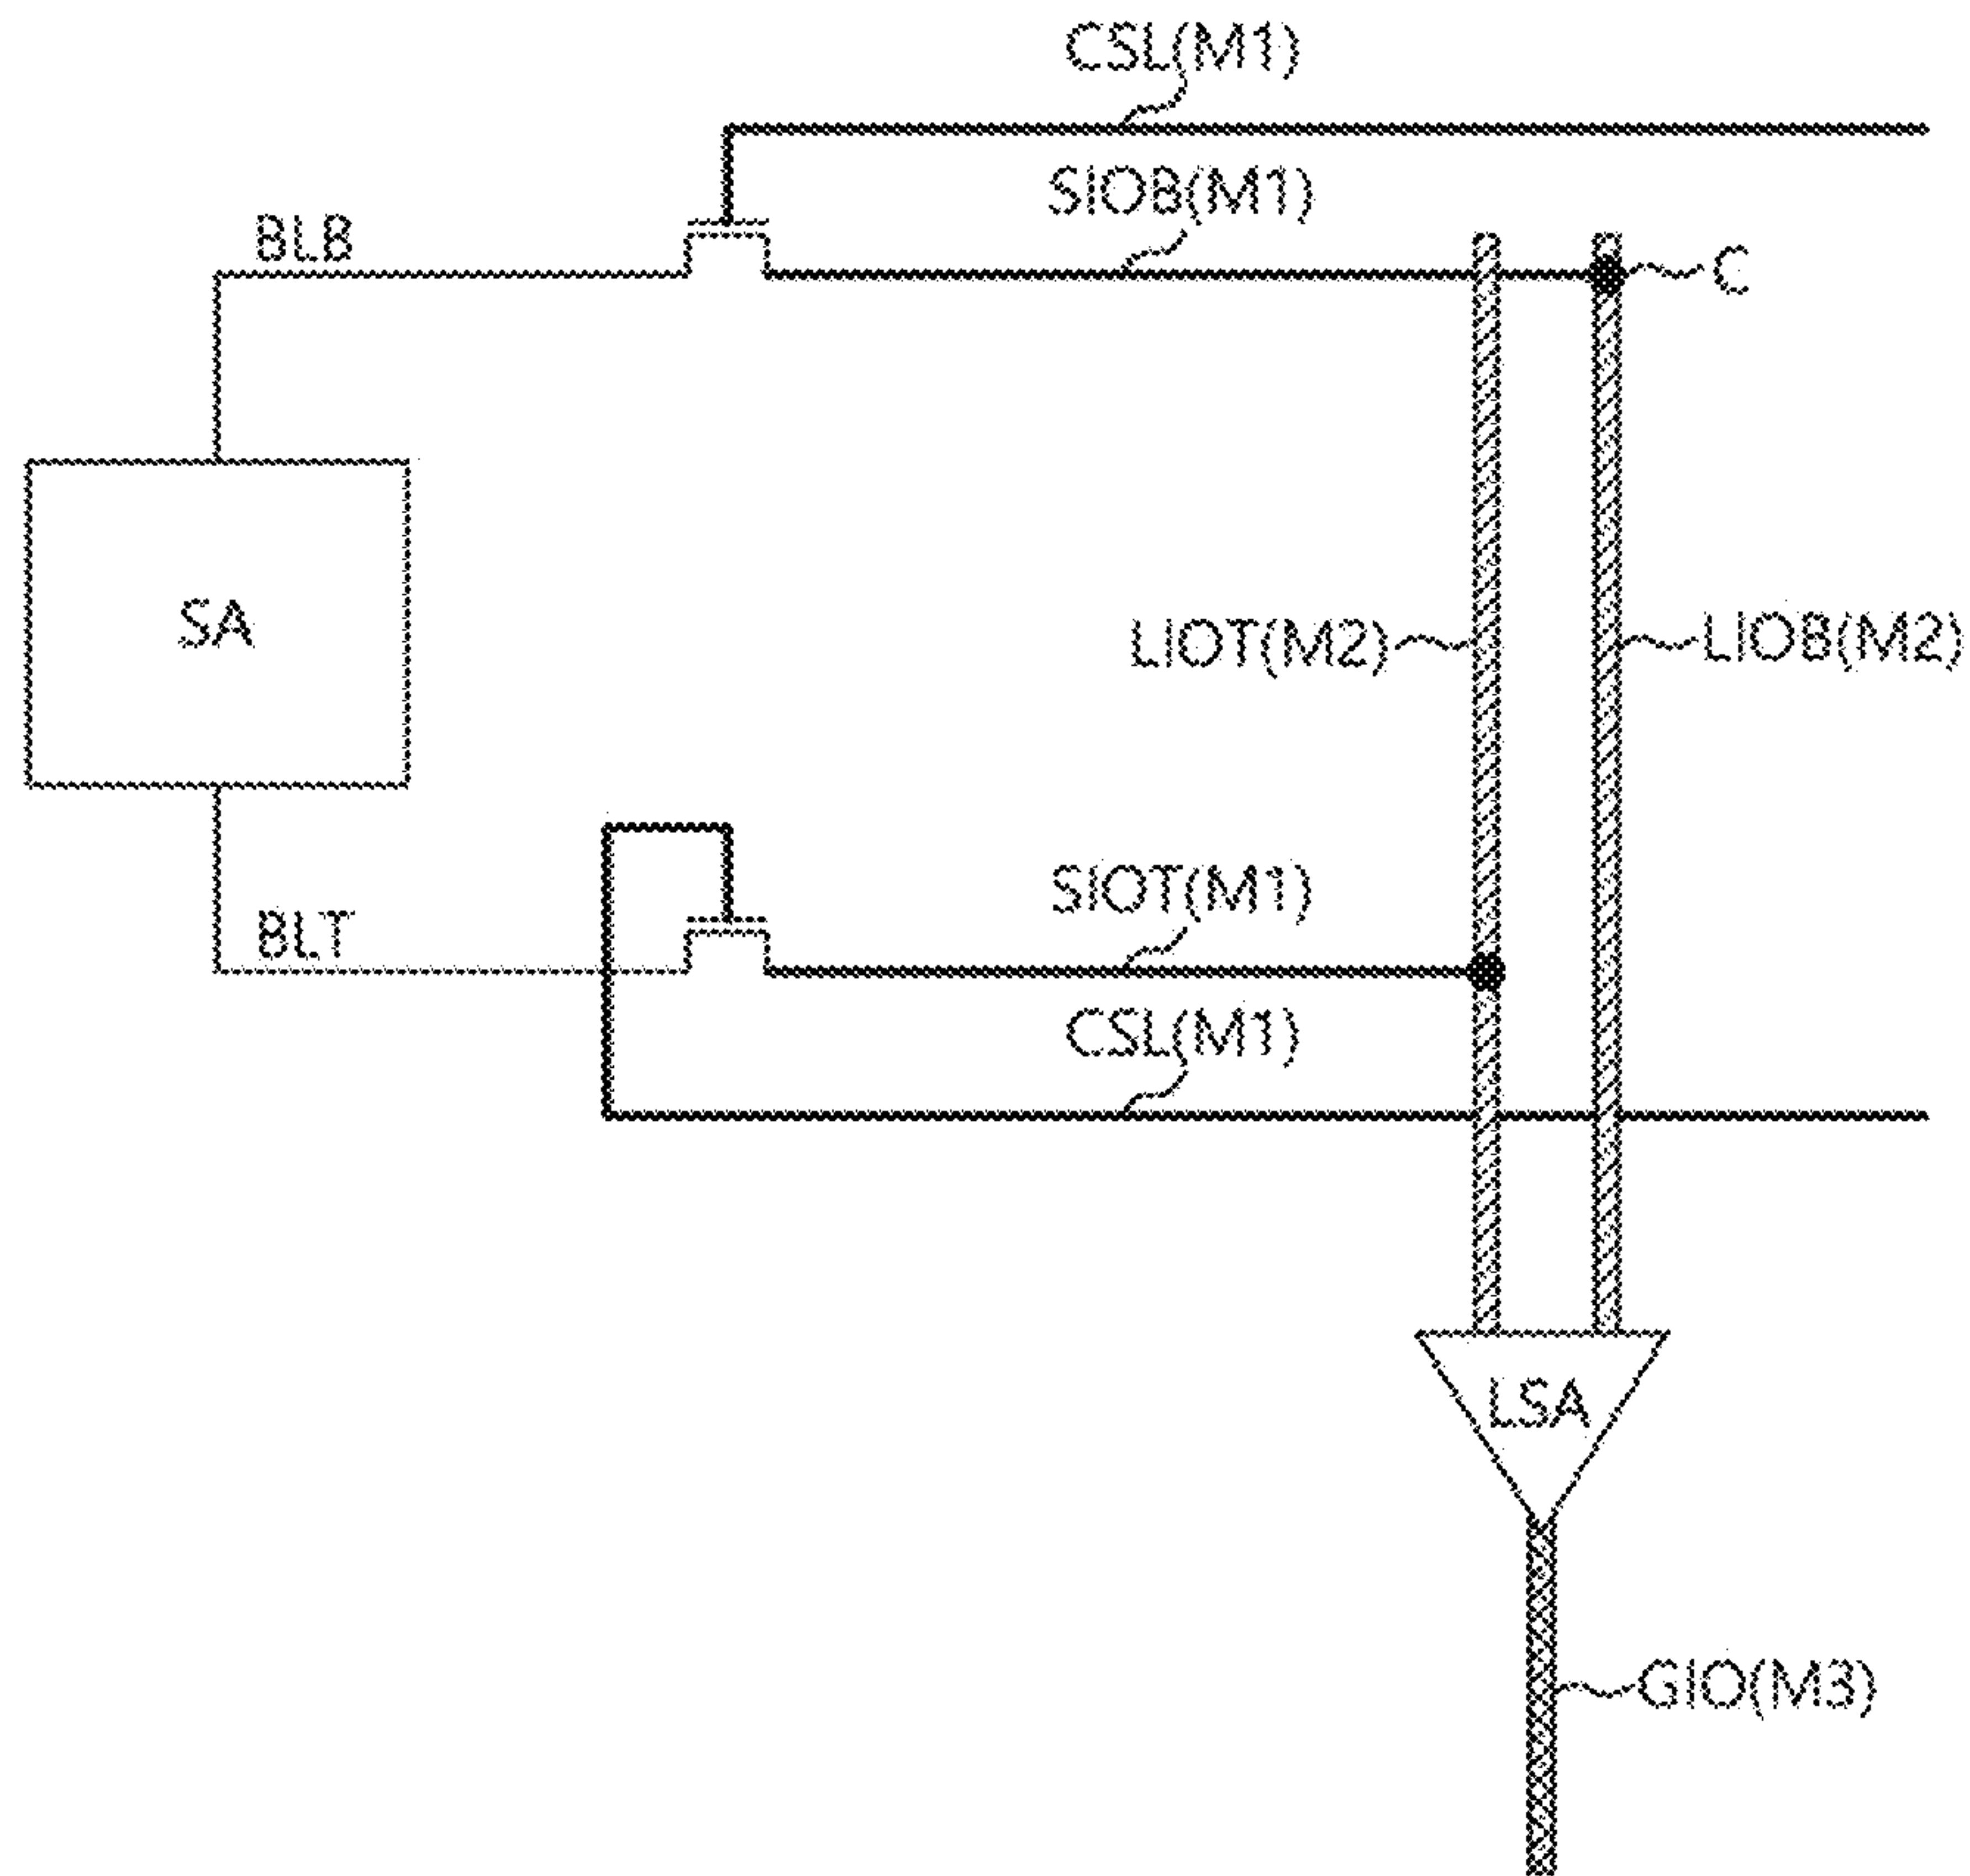 CSL(M1)
SIOB(M1)
BLB
C
SA
LIOT(M2)
LIOB(M2)
SIOT(M1)
BLT
CSL(M1)
LSA
GIO(M3)